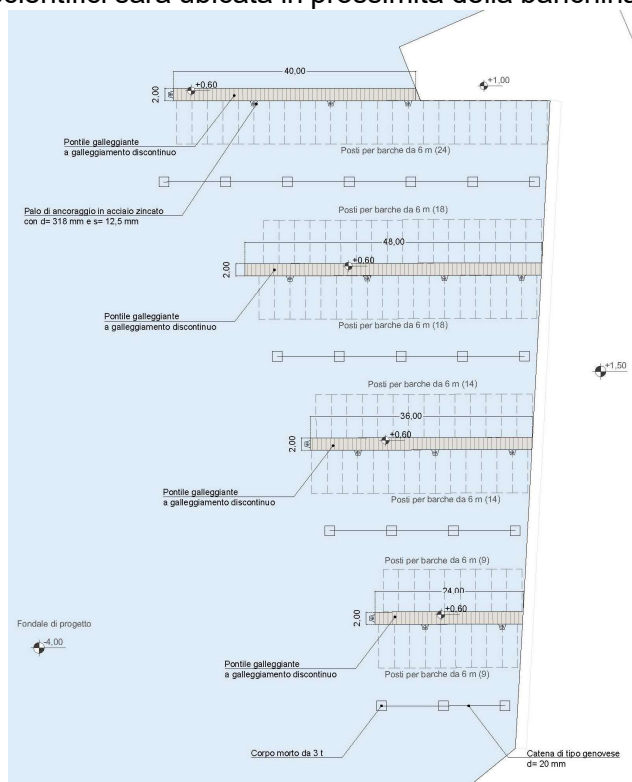 scientifici sarà ubicata in prossimità della banchina
40,00
+0.60
+1,00
2,00
Pontile galleggiante
a galleggiamento discontinuo
Posti per barche da 6 m (24)
Palo di ancoraggio in acciaio zincato
con d= 318 mm e s= 12,5 mm
Posti per barche da 6 m (18)
48,00
+0.60
2,00
Pontile galleggiante
a galleggiamento discontinuo
Posti per barche da 6 m (18)
+1,50
Posti per barche da 6 m (14)
36,00
+0.60
2,00
Pontile galleggiante
a galleggiamento discontinuo
Posti per barche da 6 m (14)
Posti per barche da 6 m (9)
24,00
+0.60
2,00
Fondale di progetto
-4,00
Pontile galleggiante
a galleggiamento discontinuo
Posti per barche da 6 m (9)
Corpo morto da 3 t
Catena di tipo genovese
d= 20 mm